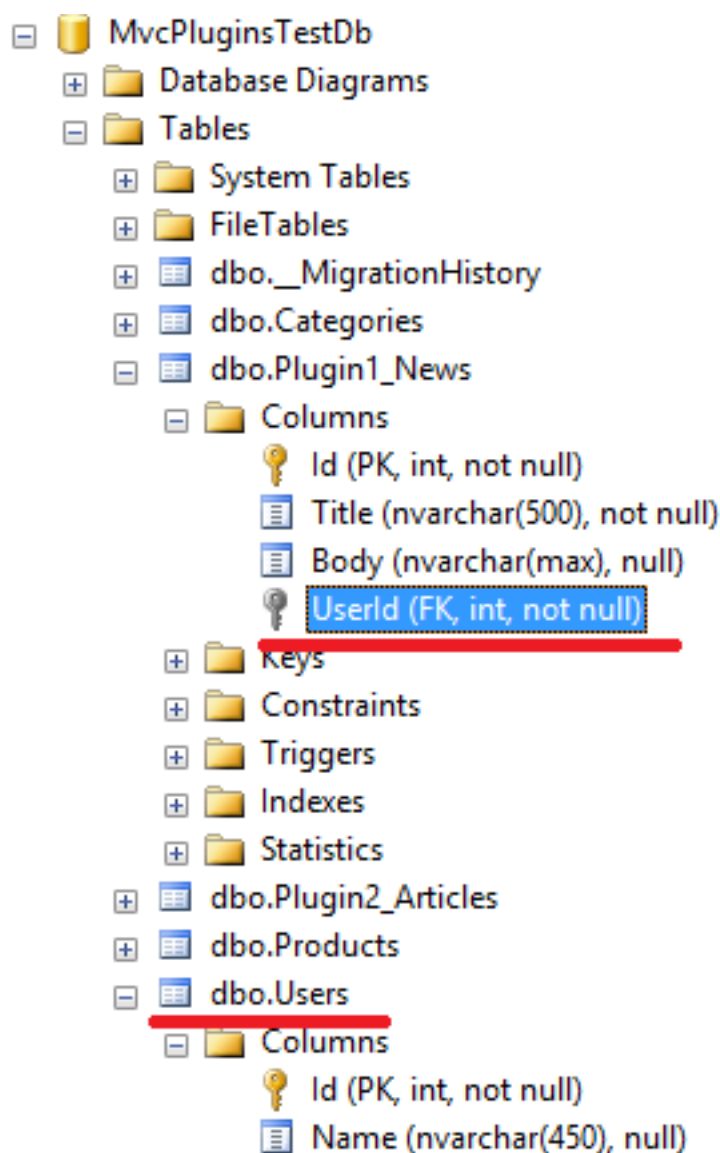 MvcPluginsTestDb
Database Diagrams
Tables
System Tables
FileTables
dbo.__MigrationHistory
dbo.Categories
dbo.Plugin1_News
Columns
Id (PK, int, not null)
Title (nvarchar(500), not null)
Body (nvarchar(max), null)
UserId (FK, int, not null)
Keys
Constraints
Triggers
Indexes
Statistics
dbo.Plugin2_Articles
dbo.Products
dbo.Users
Columns
Id (PK, int, not null)
Name (nvarchar(450), null)